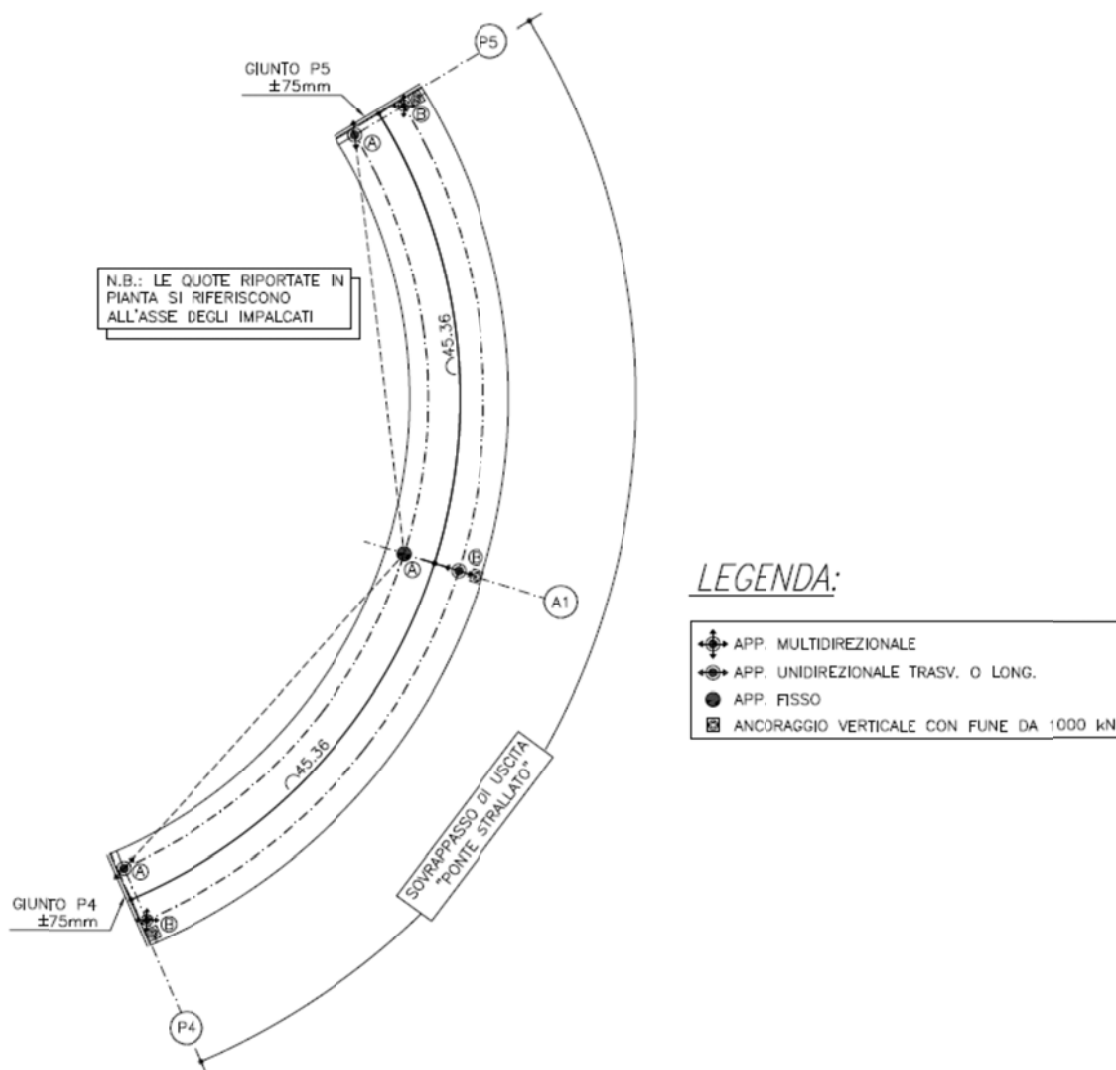 P5
GIUNTO P5
±75mm
B
A
N.B.: LE QUOTE RIPORTATE IN
PIANTA SI RIFERISCONO
ALL'ASSE DEGLI IMPALCATI
45.36
B
A
A1
LEGENDA:
APP. MULTIDIREZIONALE
APP. UNIDIREZIONALE TRASV. O LONG.
APP. FISSO
ANCORAGGIO VERTICALE CON FUNE DA 1000 kN
45.36
SOVRAPPASSO DI USCITA
"PONTE STRALLATO"
A
GIUNTO P4
±75mm
B
P4